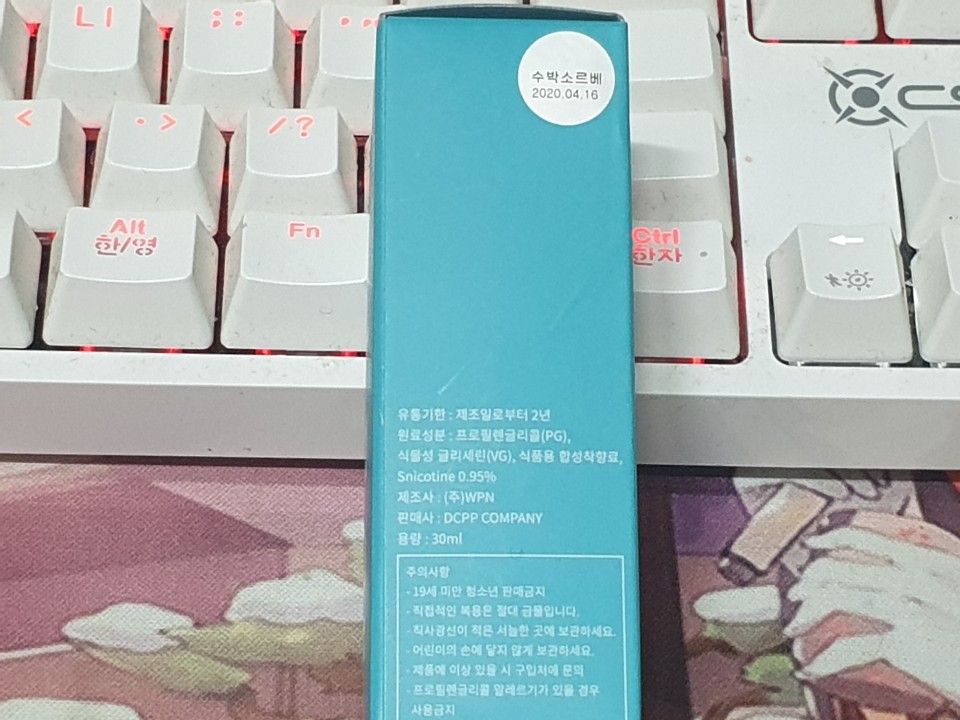 LI
; :
< 
. >
/ ?
Alt
한/영
Fn
Ctrl
한자
수박소르베
2020.04.16
유통기한 : 제조일로부터 2년
원료성분 : 프로필렌글리콜(PG),
식물성 글리세린(VG), 식품용 합성착향료,
Snicotine 0.95%
제조사 : (주)WPN
판매사 : DCPP COMPANY
용량 : 30ml
주의사항
- 19세 미만 청소년 판매금지
- 직접적인 복용은 절대 금물입니다.
- 직사광선이 적은 서늘한 곳에 보관하세요.
- 어린이의 손에 닿지 않게 보관하세요.
- 제품에 이상 있을 시 구입처에 문의
- 프로필렌글리콜 알레르기가 있을 경우
사용금지